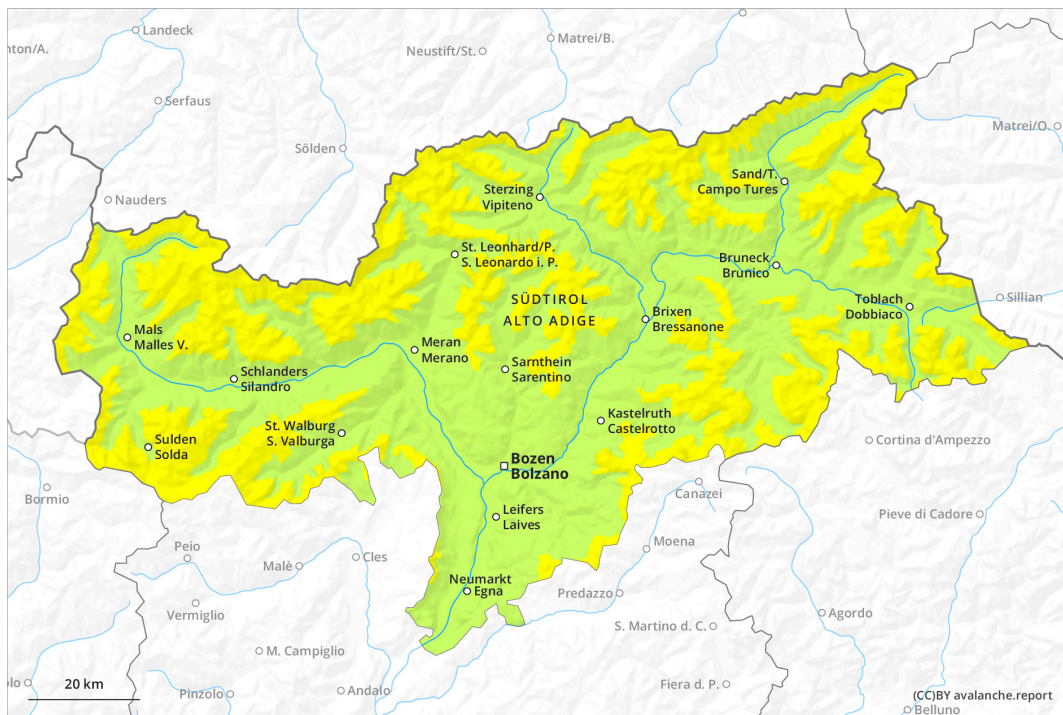 Landeck
Matrei/B.
Neustift/St.
nton/A.
Serfaus
Matrei/O.
Sölden
Sand/T.
Campo Tures
Sterzing
Vipiteno
Nauders
St. Leonhard/P.
S. Leonardo i. P.
Bruneck
Brunico
SÜDTIROL
ALTO ADIGE
Toblach
Dobbiaco
Sillian
Brixen
Bressanone
Mals
Malles V.
Meran
Merano
Schlanders
Silandro
Sarnthein
Sarentino
Kastelruth
Castelrotto
St. Walburg
S. Valburga
Sulden
Solda
Cortina d'Ampezzo
Bozen
Bolzano
Bormio
Canazei
Leifers
Laives
Pieve di Cadore
Moena
Peio
Cles
Malè
Neumarkt
Egna
Predazzo
Vermiglio
Agordo
S. Martino d. C.
M. Campiglio
olo
20 km
Pinzolo
Andalo
Fiera d. P.
(CC)BY avalanche.report
Belluno